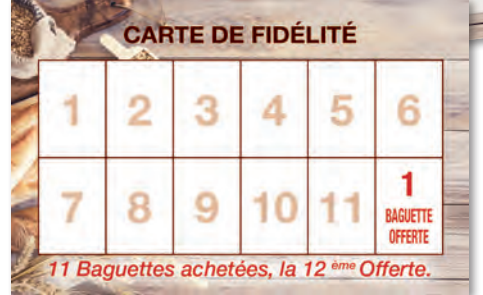 CARTE DE FIDÉLITÉ
1 2 3 4 5 6
7 8 9 10 11 1
BAGUETTE
OFFERTE
11 Baguettes achetées, la 12 ème Offerte.